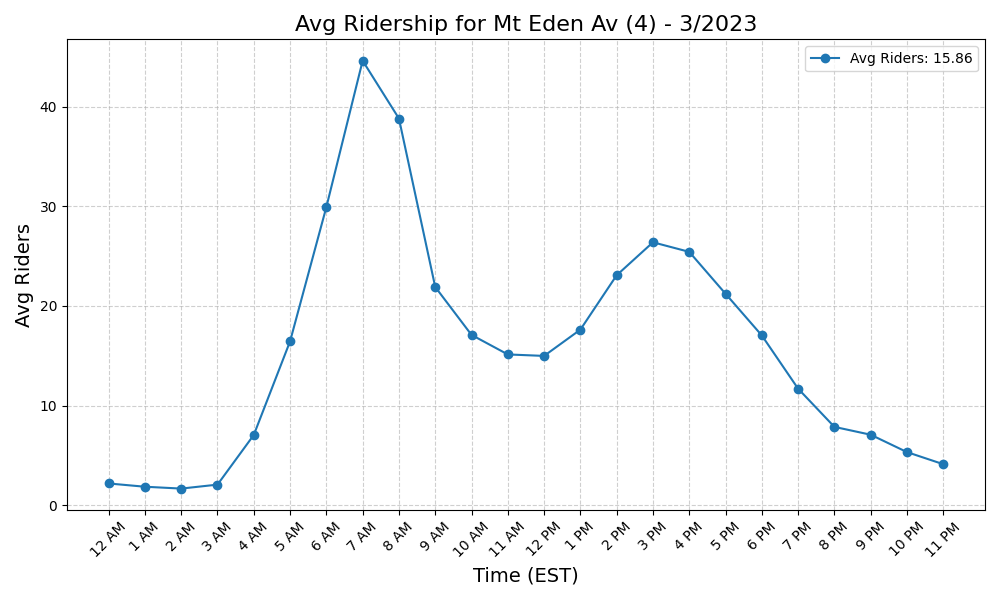 Avg Ridership for Mt Eden Av (4) - 3/2023
Avg Riders: 15.86
Avg Riders
40
30
20
10
0
12 AM
1 AM
2 AM
3 AM
4 AM
5 AM
6 AM
7 AM
8 AM
9 AM
10 AM
11 AM
12 PM
1 PM
2 PM
3 PM
4 PM
5 PM
6 PM
7 PM
8 PM
9 PM
10 PM
11 PM
Time (EST)